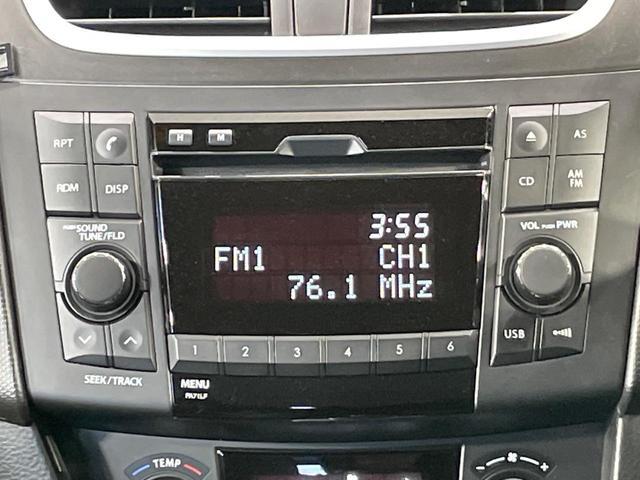 H M
RPT
RDM DISP
PUSH SOUND
TUNE/FLD
SEEK/TRACK
3:55
FM1 CH1
76.1 MHz
1 2 3 4 5 6
MENU
PA71LF
AS
CD AM
FM
VOL PUSH PWR
USB
TEMP
- +